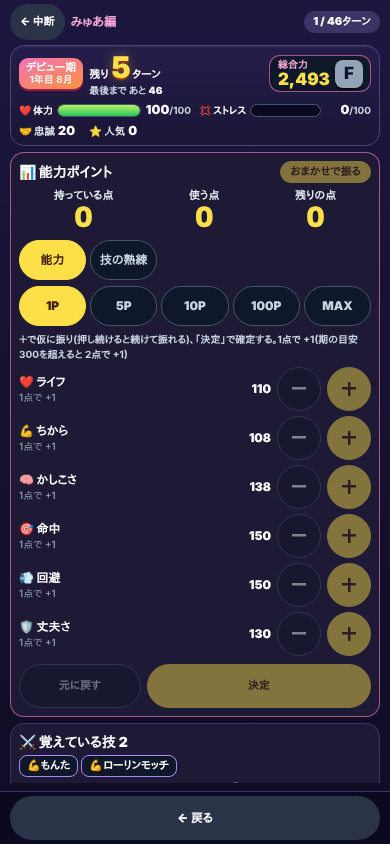 ← 中断
みゅあ編
1 / 46ターン
デビュー期
1年目 8月
残り5ターン
最後まで あと 46
総合力
2,493
F
❤️体力
100/100
💢ストレス
0/100
🤝忠誠 20
⭐人気 0
📊 能力ポイント
おまかせで振る
持っている点
使う点
残りの点
0
0
0
能力
技の熟練
1P
5P
10P
100P
MAX
＋で仮に振り(押し続けると続けて振れる)、「決定」で確定する。1点で +1(期の目安
300を超えると 2点で +1)
❤️ ライフ
1点で +1
110
−
＋
💪 ちから
1点で +1
108
−
＋
🧠 かしこさ
1点で +1
138
−
＋
🎯 命中
1点で +1
150
−
＋
💨 回避
1点で +1
150
−
＋
🛡️ 丈夫さ
1点で +1
130
−
＋
元に戻す
決定
⚔️ 覚えている技 2
💪もんた
💪ローリンモッチ
← 戻る